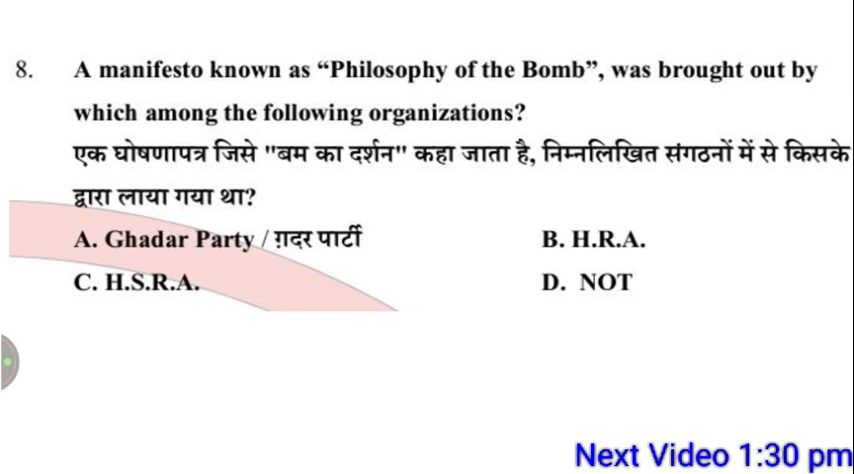 8. A manifesto known as “Philosophy of the Bomb”, was brought out by
which among the following organizations?
एक घोषणापत्र जिसे "बम का दर्शन" कहा जाता है, निम्नलिखित संगठनों में से किसके
द्वारा लाया गया था?
A. Ghadar Party / ग़दर पार्टी B. H.R.A.
C. H.S.R.A. D. NOT
Next Video 1:30 pm